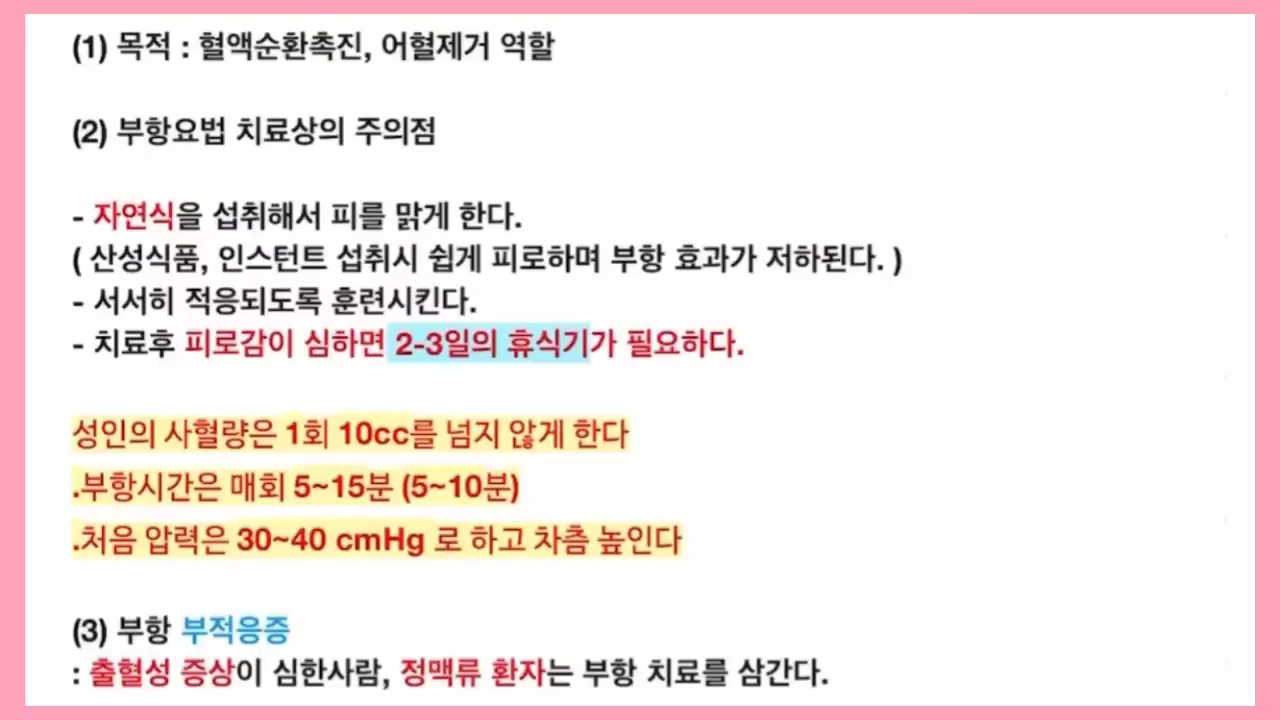 (1) 목적 : 혈액순환촉진, 어혈제거 역할
(2) 부항요법 치료상의 주의점
- 자연식을 섭취해서 피를 맑게 한다.
( 산성식품, 인스턴트 섭취시 쉽게 피로하며 부항 효과가 저하된다. )
- 서서히 적응되도록 훈련시킨다.
- 치료후 피로감이 심하면 2-3일의 휴식기가 필요하다.
성인의 사혈량은 1회 10cc를 넘지 않게 한다
.부항시간은 매회 5~15분 (5~10분)
.처음 압력은 30~40 cmHg 로 하고 차츰 높인다
(3) 부항 부적응증
: 출혈성 증상이 심한사람, 정맥류 환자는 부항 치료를 삼간다.